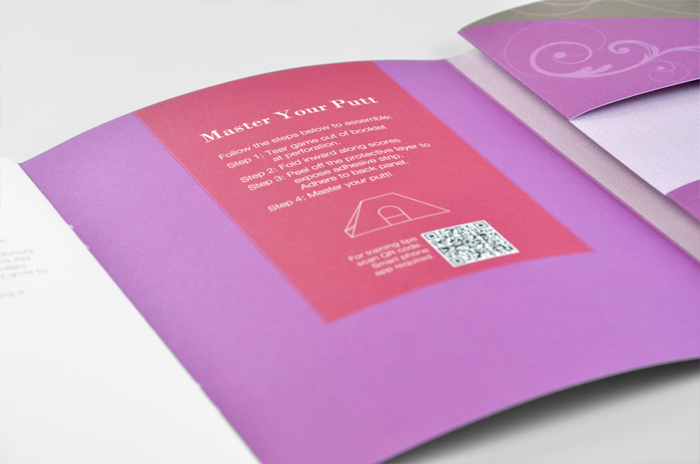 Master Your Putt
Follow the steps below to assemble:
Step 1: Tear game out of booklet
at perforation.
Step 2: Fold inward along scores
Step 3: Peel off the protective layer to
expose adhesive strip.
Adhere to back panel.
Step 4: Master your putt!
For training tips
scan QR code.
Smart phone
app required.
grow to